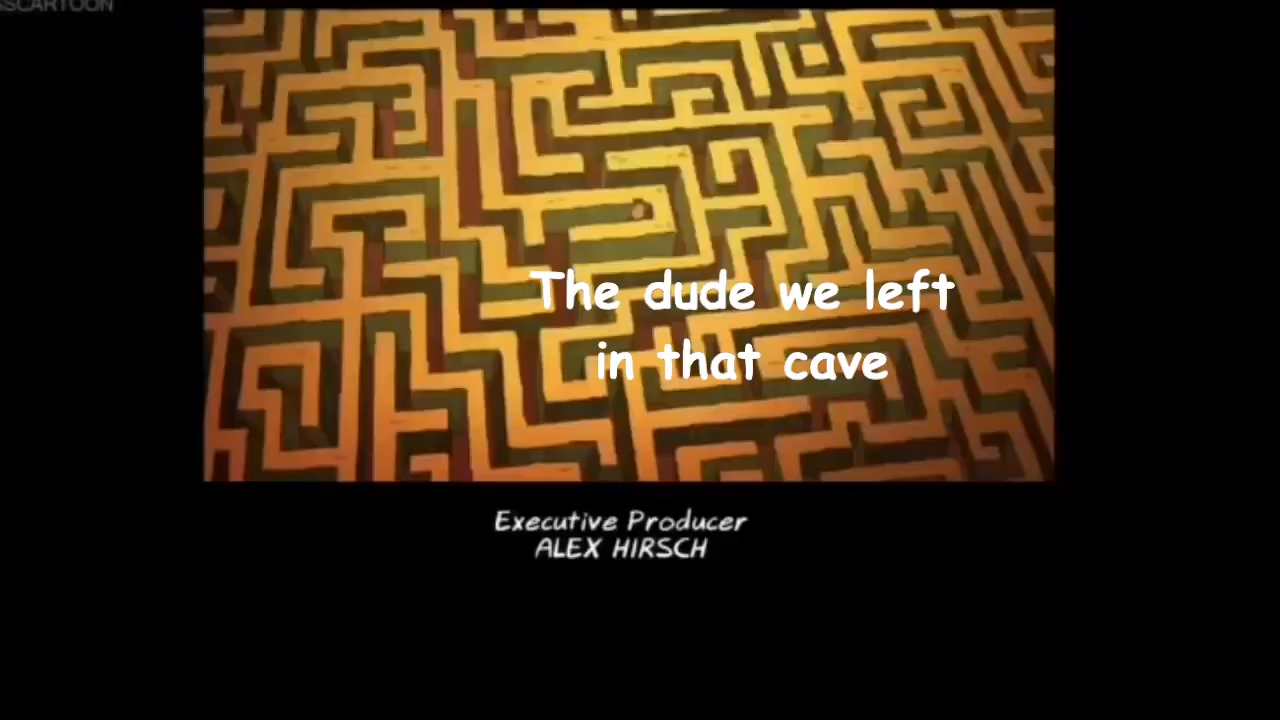 The dude we left
in that cave
Executive Producer
ALEX HIRSCH